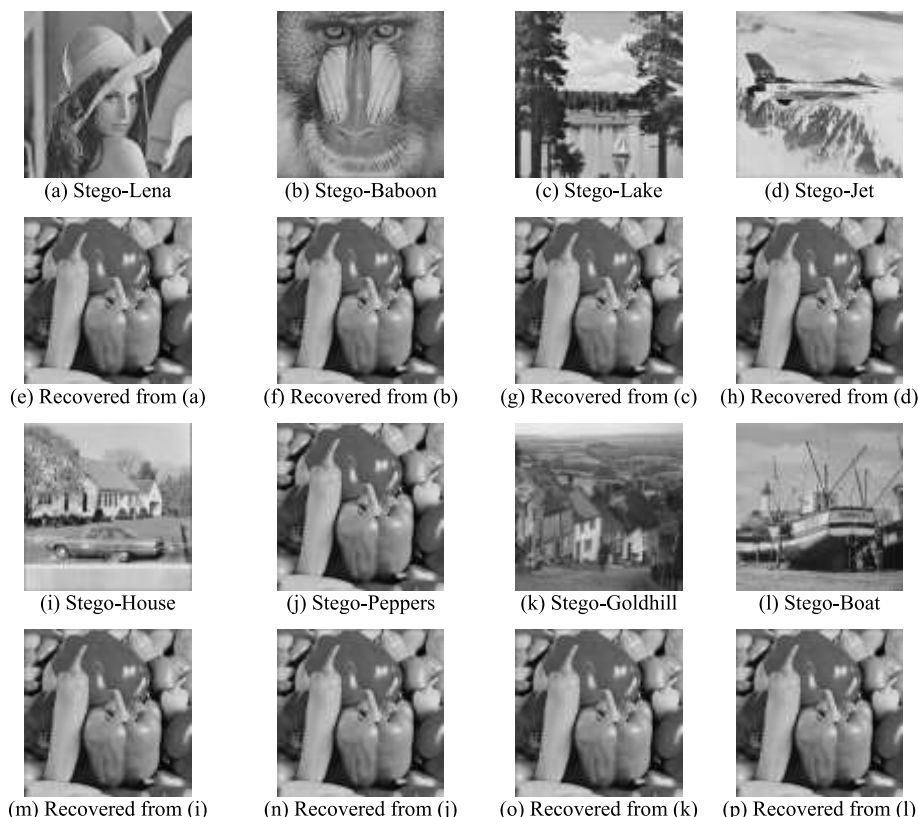 (a) Stego-Lena
(b) Stego-Baboon
(c) Stego-Lake
(d) Stego-Jet
(e) Recovered from (a)
(f) Recovered from (b)
(g) Recovered from (c)
(h) Recovered from (d)
(i) Stego-House
(j) Stego-Peppers
(k) Stego-Goldhill
(l) Stego-Boat
(m) Recovered from (i)
(n) Recovered from (j)
(o) Recovered from (k)
(p) Recovered from (l)